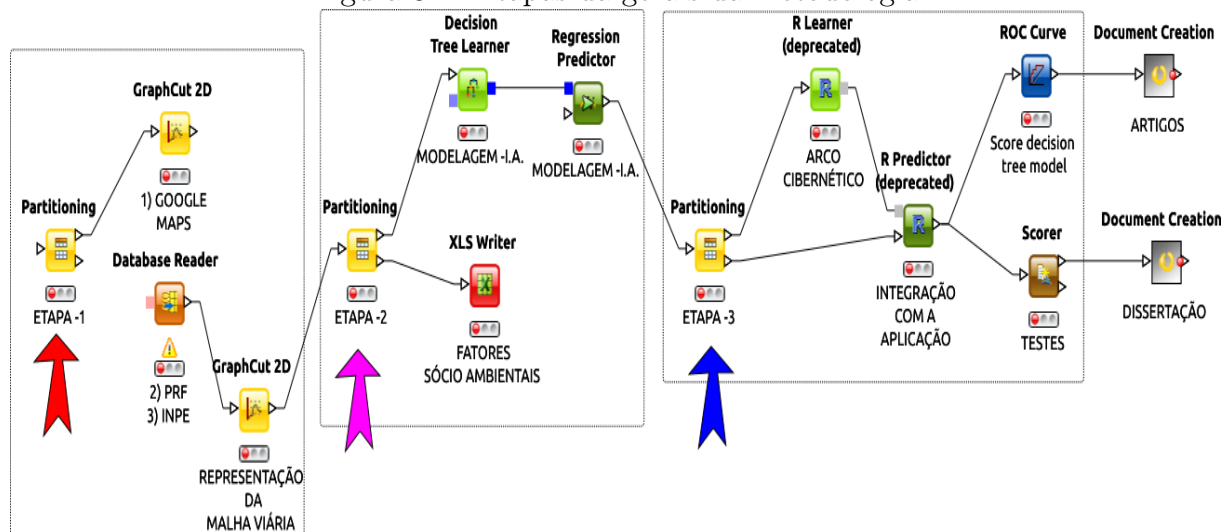 Decision
Tree Learner
Regression
Predictor
R Learner
(deprecated)
ROC Curve
Document Creation
GraphCut 2D
MODELAGEM -I.A.
MODELAGEM -I.A.
ARCO
CIBERNÉTICO
Score decision
tree model
ARTIGOS
1) GOOGLE
MAPS
R Predictor
(deprecated)
Partitioning
Partitioning
Partitioning
Document Creation
Database Reader
XLS Writer
Scorer
ETAPA -1
ETAPA -2
ETAPA -3
INTEGRAÇÃO
COM A
APLICAÇÃO
DISSERTAÇÃO
TESTES
GraphCut 2D
FATORES
SÓCIO AMBIENTAIS
2) PRF
3) INPE
REPRESENTAÇÃO
DA
MALHA VIÁRIA